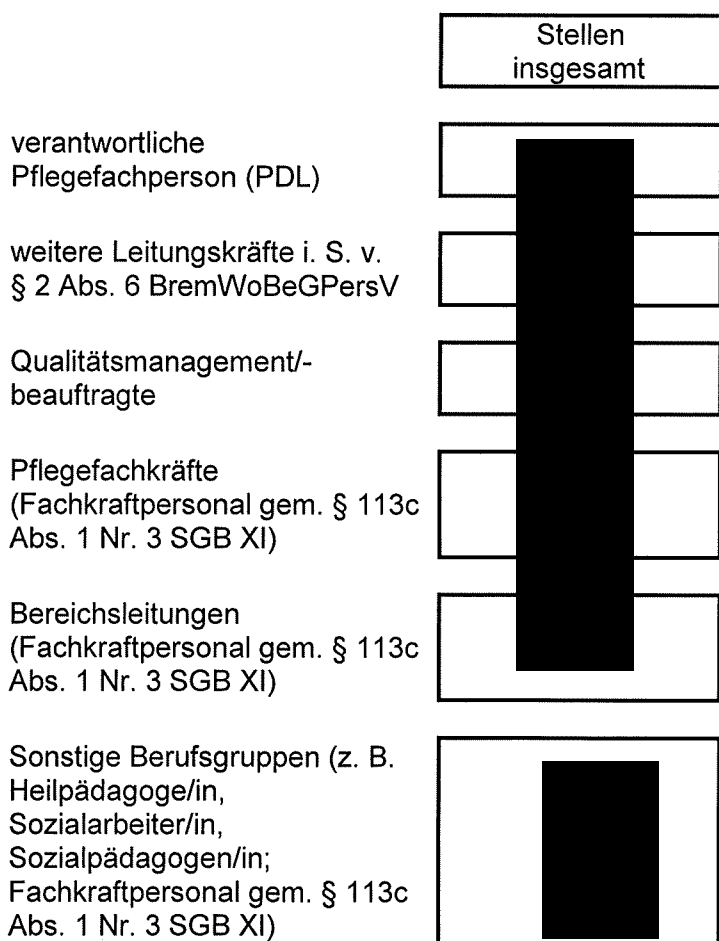 Stellen
insgesamt
verantwortliche
Pflegefachperson (PDL)
weitere Leitungskräfte i. S. v.
§ 2 Abs. 6 BremWoBeGPersV
Qualitätsmanagement/-
beauftragte
Pflegefachkräfte
(Fachkraftpersonal gem. § 113c
Abs. 1 Nr. 3 SGB XI)
Bereichsleitungen
(Fachkraftpersonal gem. § 113c
Abs. 1 Nr. 3 SGB XI)
Sonstige Berufsgruppen (z. B.
Heilpädagoge/in,
Sozialarbeiter/in,
Sozialpädagogen/in;
Fachkraftpersonal gem. § 113c
Abs. 1 Nr. 3 SGB XI)